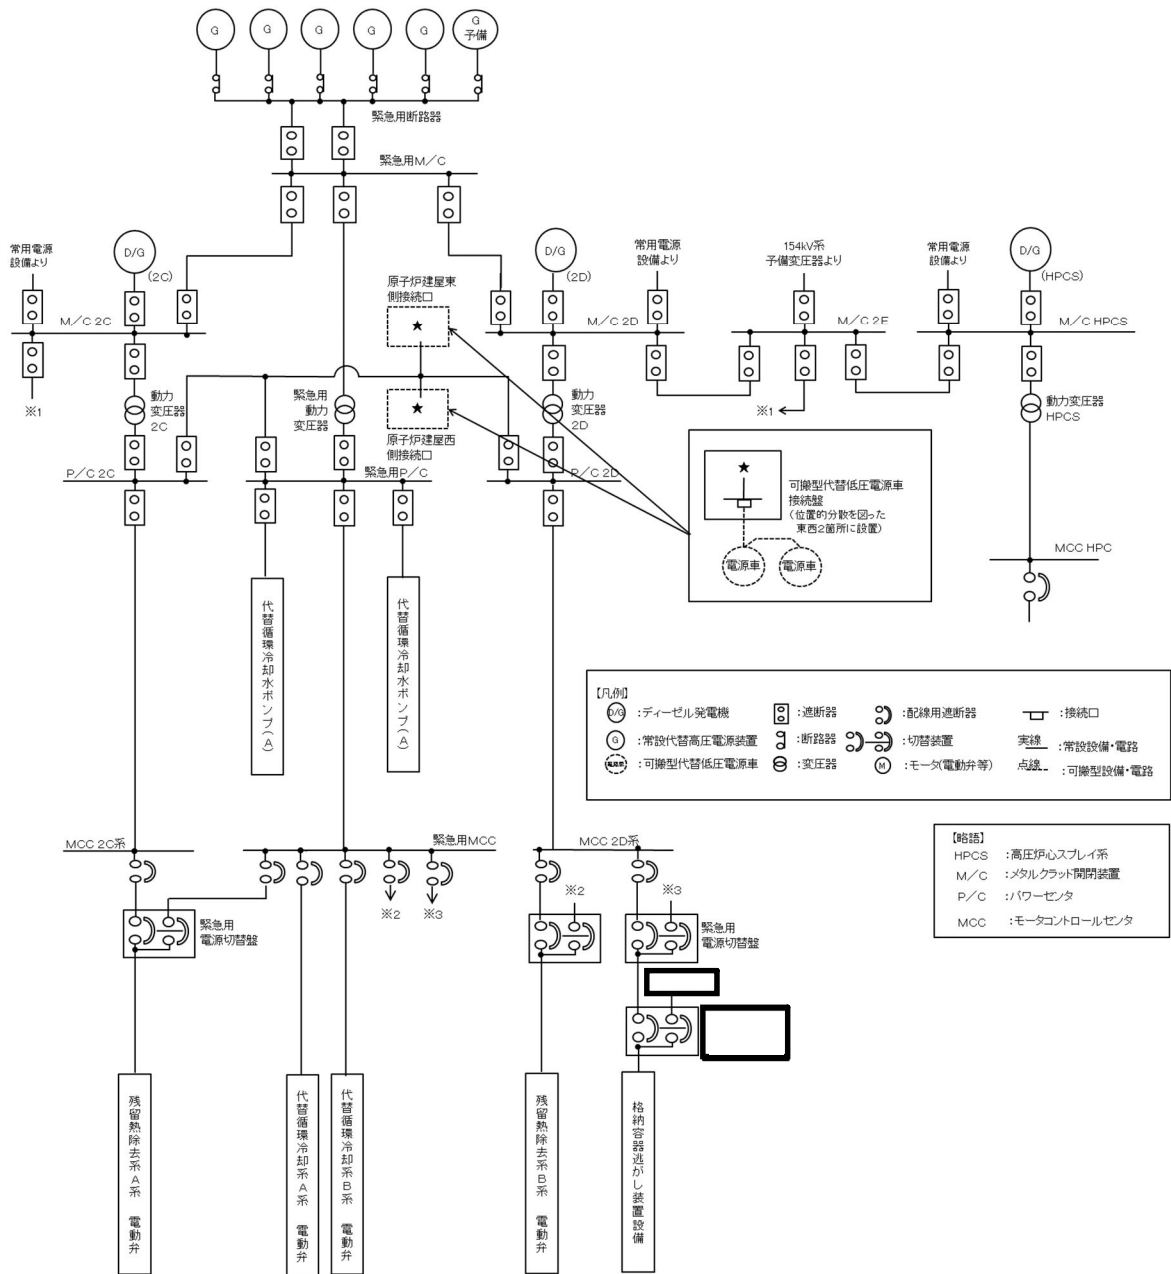 G
G
G
G
G
G
予備
緊急用断路器
緊急用M/C
常用電源
設備より
D/G
(2C)
原子炉建屋東
側接続口
★
D/G
(2D)
常用電源
設備より
154kV系
予備変圧器より
常用電源
設備より
D/G
(HPCS)
M/C 2C
M/C 2D
M/C 2E
M/C HPCS
※1
動力
変圧器
2C
緊急用
動力
変圧器
★
原子炉建屋西
側接続口
動力
変圧器
2D
※1
動力変圧器
HPCS
P/C 2C
緊急用P/C
P/C 2D
★
可搬型代替低圧電源車
接続盤
(位置的分散を図った
東西2箇所に設置)
電源車
電源車
MCC HPC
代替循環冷却水ポンプ(A)
代替循環冷却水ポンプ(A)
【凡例】
D/G :ディーゼル発電機
:遮断器
:配線用遮断器
:接続口
G :常設代替高圧電源装置
:断路器
:切替装置
実線 :常設設備・電路
電源車 :可搬型代替低圧電源車
:変圧器
M :モータ(電動弁等)
点線 :可搬型設備・電路
【略語】
HPCS :高圧炉心スプレイ系
M/C :メタルクラッド開閉装置
P/C :パワーセンタ
MCC :モータコントロールセンタ
MCC 2C系
緊急用MCC
MCC 2D系
※2
※3
※2
※3
緊急用
電源切替盤
緊急用
電源切替盤
残留熱除去系A系 電動弁
代替循環冷却系A系 電動弁
代替循環冷却系B系 電動弁
残留熱除去系B系 電動弁
格納容器逃がし装置設備